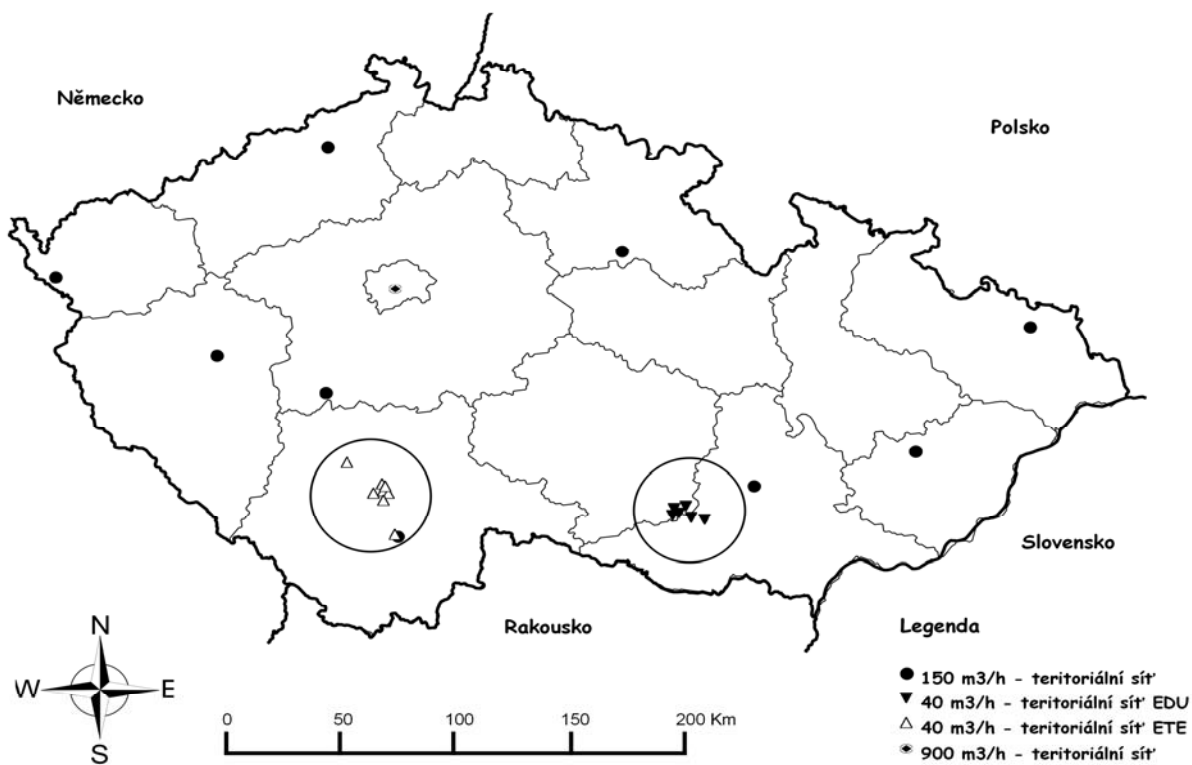 Německo
Polsko
Slovensko
Rakousko
N
W E
S
0 50 100 150 200 Km
Legenda
150 m3/h - teritoriální síť
40 m3/h - teritoriální síť EDU
40 m3/h - teritoriální síť ETE
900 m3/h - teritoriální síť